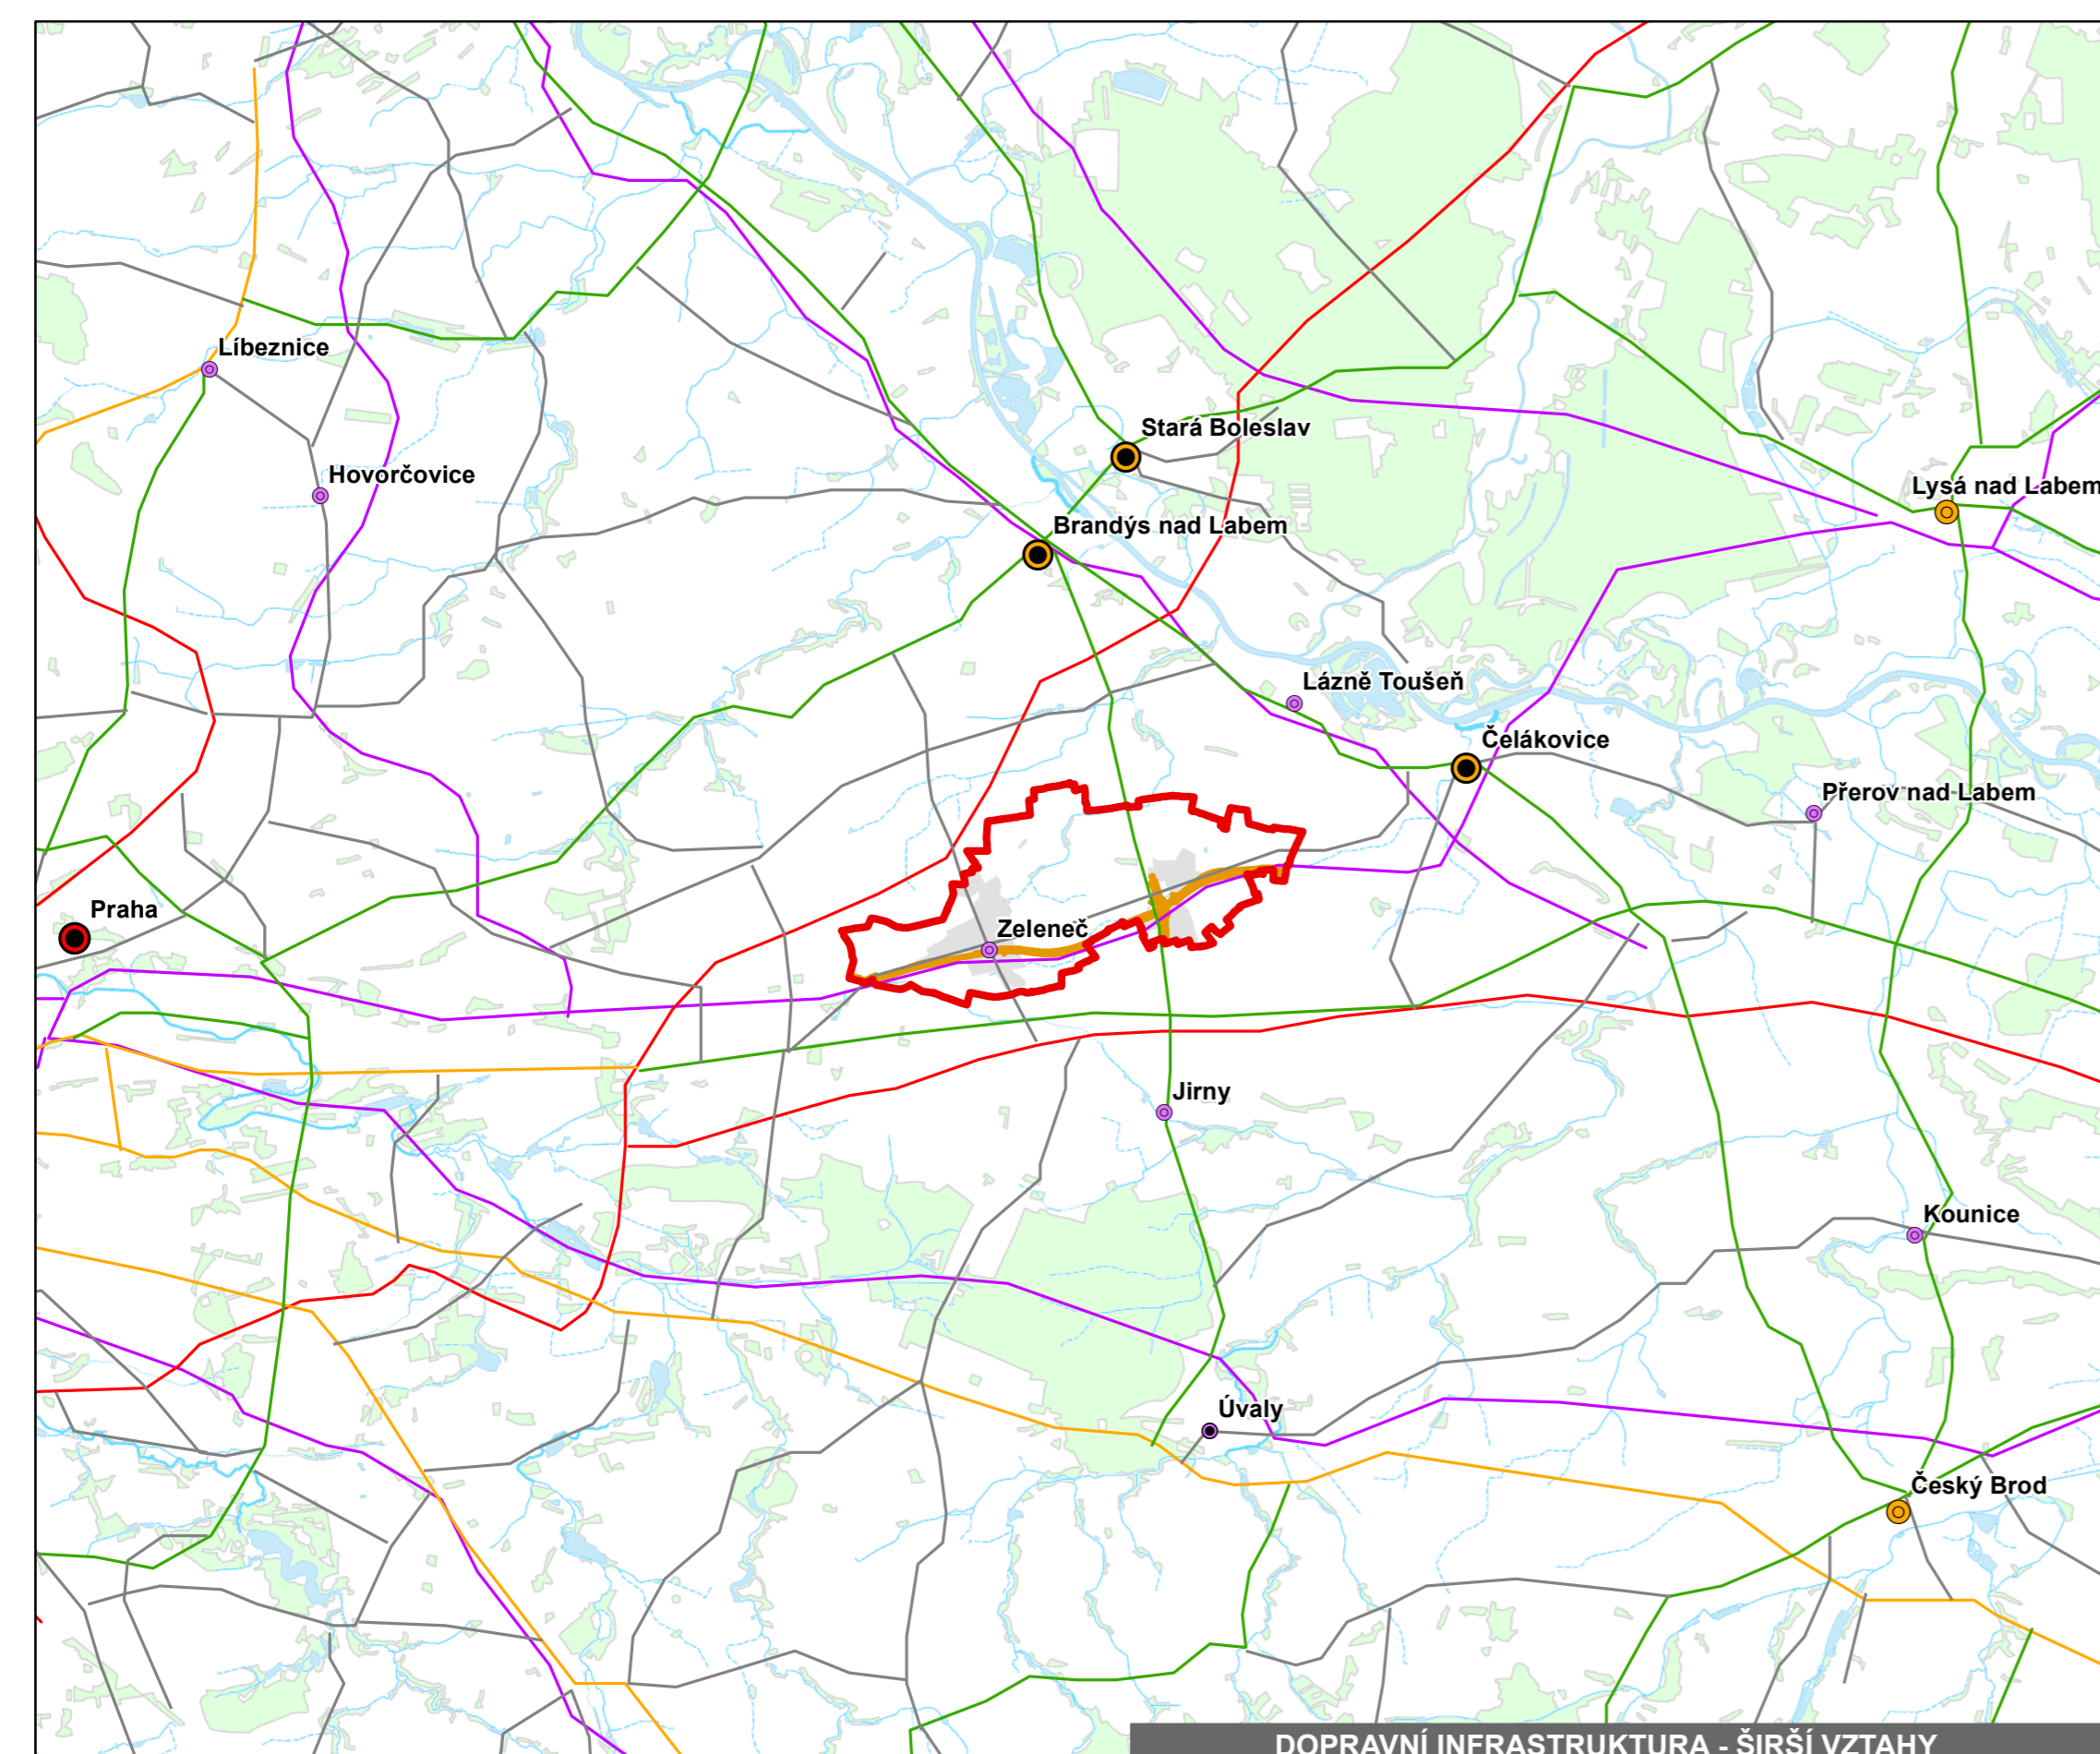 Líbeznice
Stará Boleslav
Hovorčovice
Lysá nad Labem
Brandýs nad Labem
Lázně Toušeň
Čelákovice
Přerov nad Labem
Praha
Zeleneč
Jirny
Kounice
Úvaly
Český Brod
DOPRAVNÍ INFRASTRUKTURA - ŠIRŠÍ VZTAHY